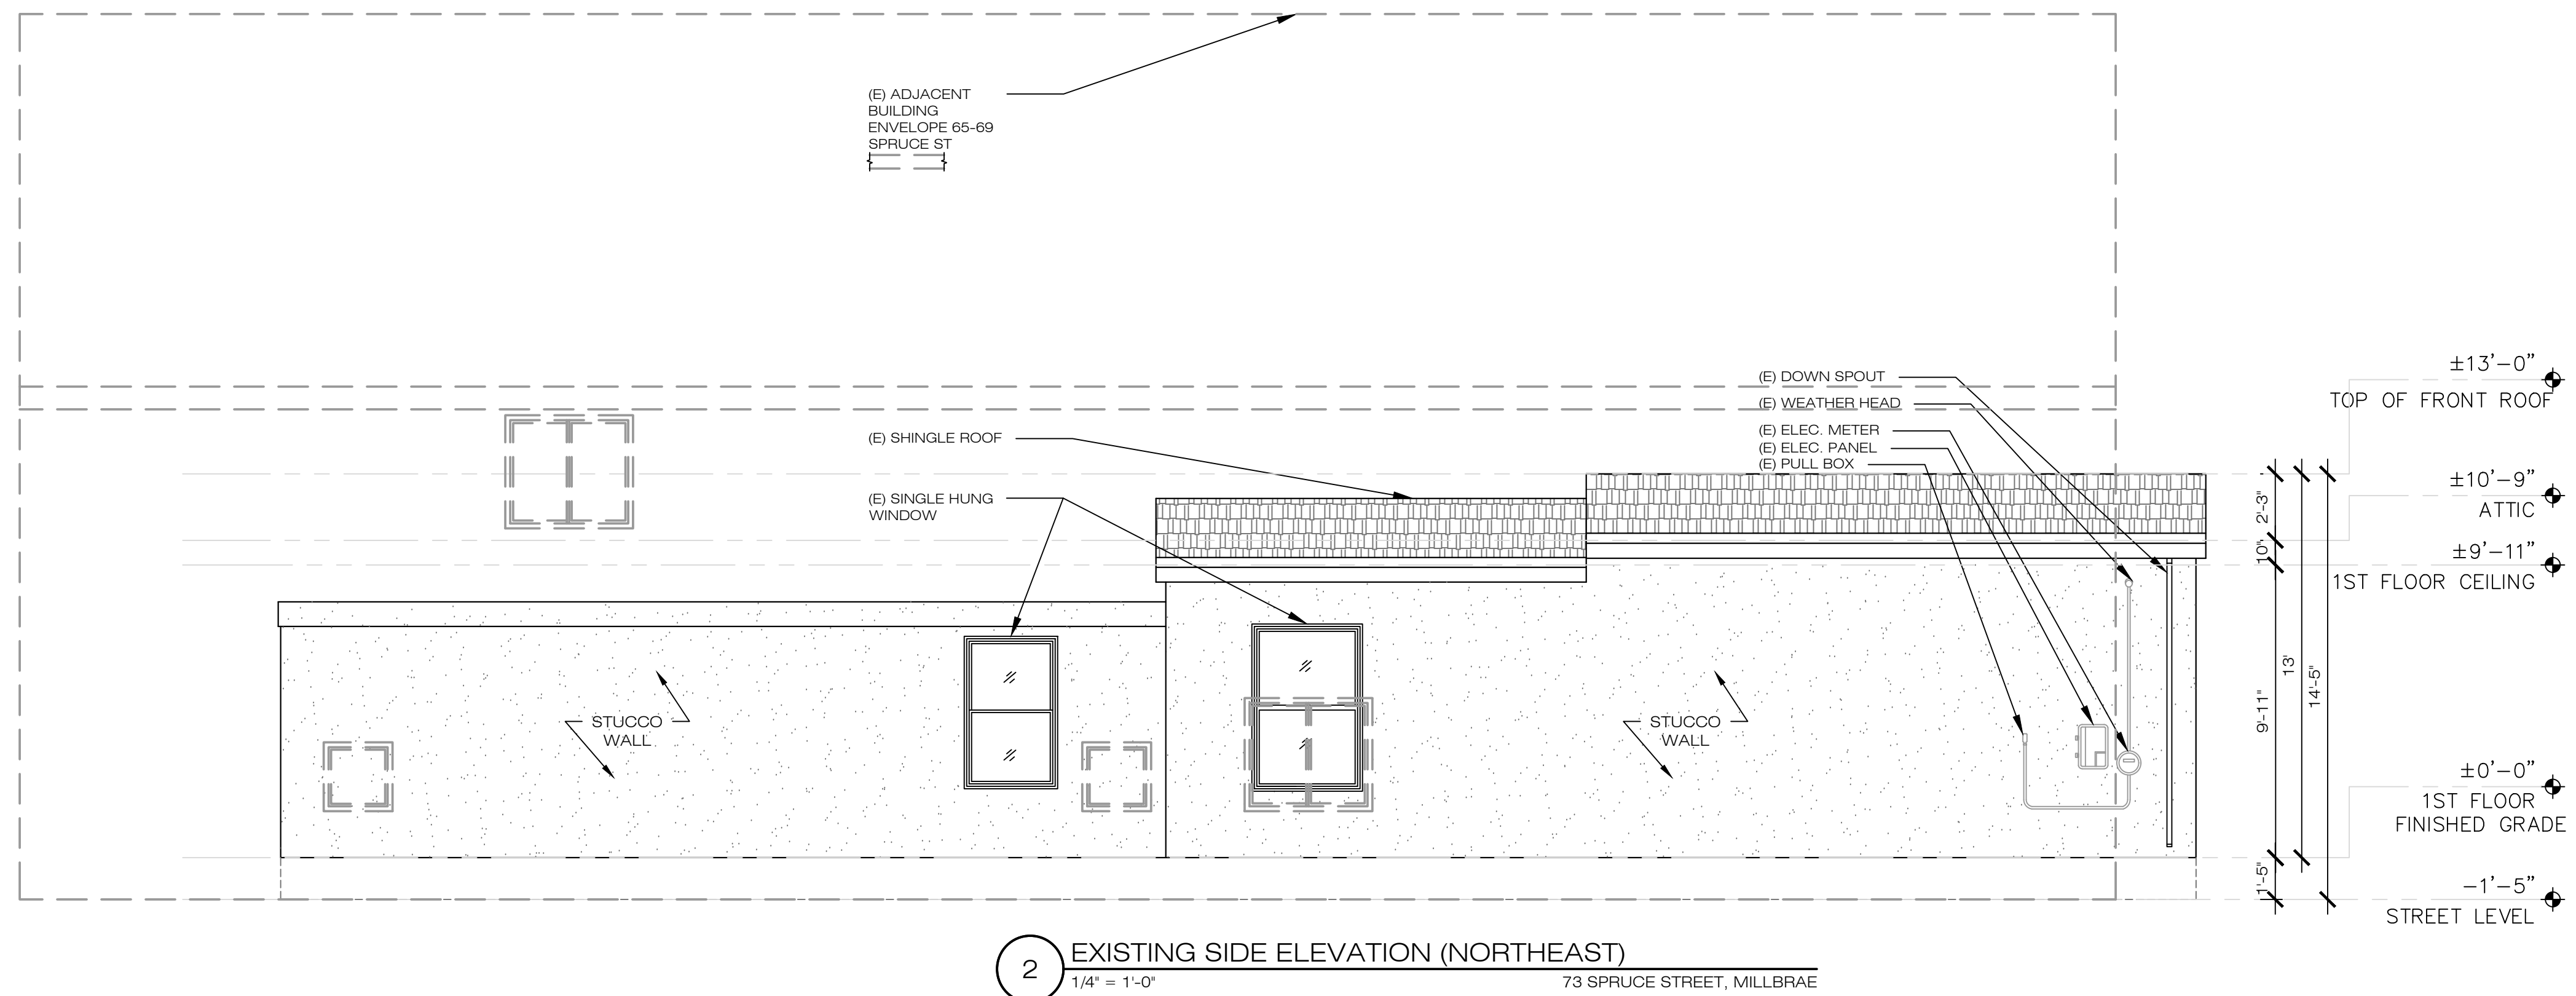 (E) ADJACENT
BUILDING
ENVELOPE 65-69
SPRUCE ST
(E) SHINGLE ROOF
(E) SINGLE HUNG
WINDOW
(E) DOWN SPOUT
(E) WEATHER HEAD
(E) ELEC. METER
(E) ELEC. PANEL
(E) PULL BOX
STUCCO
WALL
STUCCO
WALL
2'-3"
10"
9'-11"
1'-5"
13'
14'-5"
±13'-0"
TOP OF FRONT ROOF
±10'-9"
ATTIC
±9'-11"
1ST FLOOR CEILING
±0'-0"
1ST FLOOR
FINISHED GRADE
-1'-5"
STREET LEVEL
2
EXISTING SIDE ELEVATION (NORTHEAST)
1/4" = 1'-0"
73 SPRUCE STREET, MILLBRAE